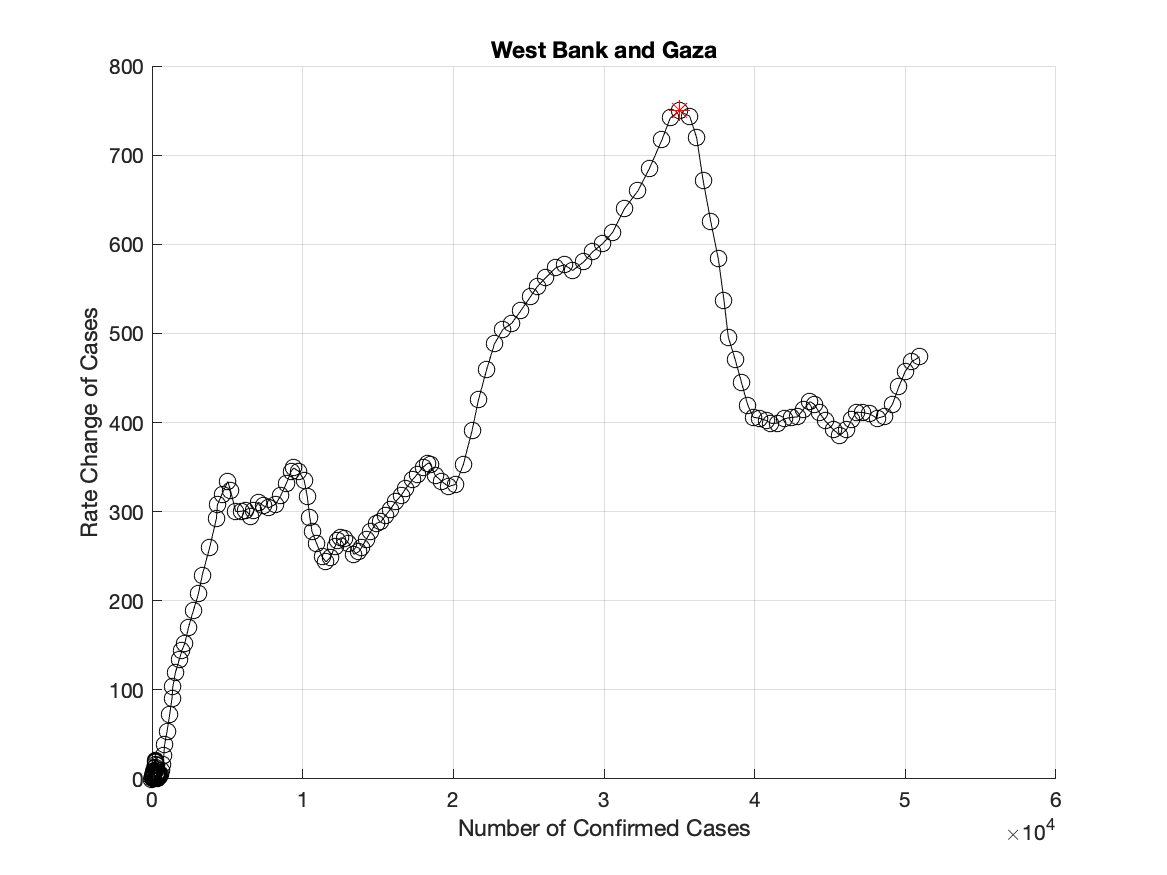 West Bank and Gaza
800
700
600
500
400
300
200
100
0
Rate Change of Cases
0 1 2 3 4 5 6
Number of Confirmed Cases
×10⁴